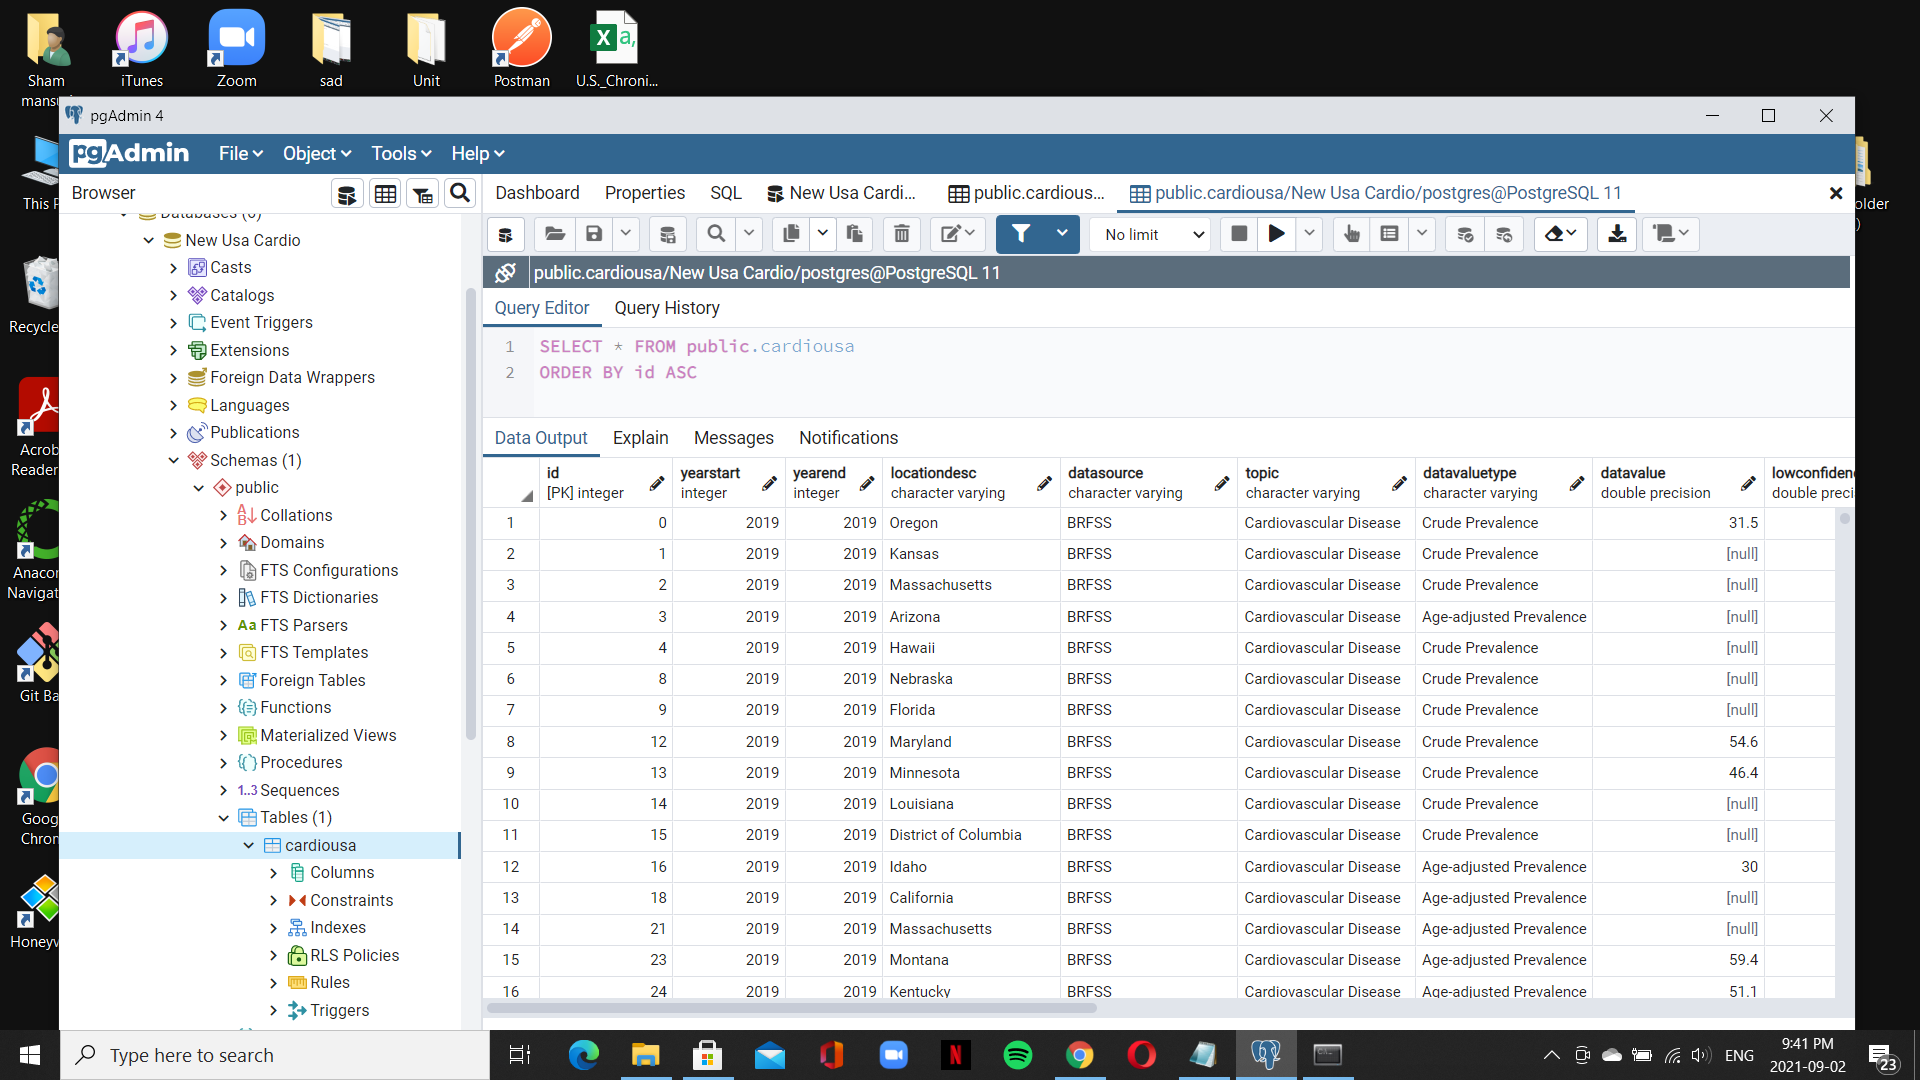 Sham
mansu
iTunes
Zoom
sad
Unit
Postman
U.S._Chroni...
This P
Recycle
Acrob
Reader
Anacor
Navigat
Git Ba
Goog
Chron
Honeyv
older
)
pgAdmin 4
pgAdmin
File Object Tools Help
Browser
Databases (6)
New Usa Cardio
Casts
Catalogs
Event Triggers
Extensions
Foreign Data Wrappers
Languages
Publications
Schemas (1)
public
Collations
Domains
FTS Configurations
FTS Dictionaries
Aa FTS Parsers
FTS Templates
Foreign Tables
Functions
Materialized Views
Procedures
1..3 Sequences
Tables (1)
cardiousa
Columns
Constraints
Indexes
RLS Policies
Rules
Triggers
Dashboard Properties SQL New Usa Cardi... public.cardious... public.cardiousa/New Usa Cardio/postgres@PostgreSQL 11
No limit
public.cardiousa/New Usa Cardio/postgres@PostgreSQL 11
Query Editor Query History
1 SELECT * FROM public.cardiousa
2 ORDER BY id ASC
Data Output Explain Messages Notifications
id yearstart yearend locationdesc datasource topic datavaluetype datavalue lowconfiden
[PK] integer integer integer character varying character varying character varying character varying double precision double preci
1 0 2019 2019 Oregon BRFSS Cardiovascular Disease Crude Prevalence 31.5
2 1 2019 2019 Kansas BRFSS Cardiovascular Disease Crude Prevalence [null]
3 2 2019 2019 Massachusetts BRFSS Cardiovascular Disease Crude Prevalence [null]
4 3 2019 2019 Arizona BRFSS Cardiovascular Disease Age-adjusted Prevalence [null]
5 4 2019 2019 Hawaii BRFSS Cardiovascular Disease Crude Prevalence [null]
6 8 2019 2019 Nebraska BRFSS Cardiovascular Disease Crude Prevalence [null]
7 9 2019 2019 Florida BRFSS Cardiovascular Disease Crude Prevalence [null]
8 12 2019 2019 Maryland BRFSS Cardiovascular Disease Crude Prevalence 54.6
9 13 2019 2019 Minnesota BRFSS Cardiovascular Disease Crude Prevalence 46.4
10 14 2019 2019 Louisiana BRFSS Cardiovascular Disease Crude Prevalence [null]
11 15 2019 2019 District of Columbia BRFSS Cardiovascular Disease Crude Prevalence [null]
12 16 2019 2019 Idaho BRFSS Cardiovascular Disease Age-adjusted Prevalence 30
13 18 2019 2019 California BRFSS Cardiovascular Disease Age-adjusted Prevalence [null]
14 21 2019 2019 Massachusetts BRFSS Cardiovascular Disease Age-adjusted Prevalence [null]
15 23 2019 2019 Montana BRFSS Cardiovascular Disease Age-adjusted Prevalence 59.4
16 24 2019 2019 Kentucky BRFSS Cardiovascular Disease Age-adjusted Prevalence 51.1
Type here to search
ENG
9:41 PM
2021-09-02
23